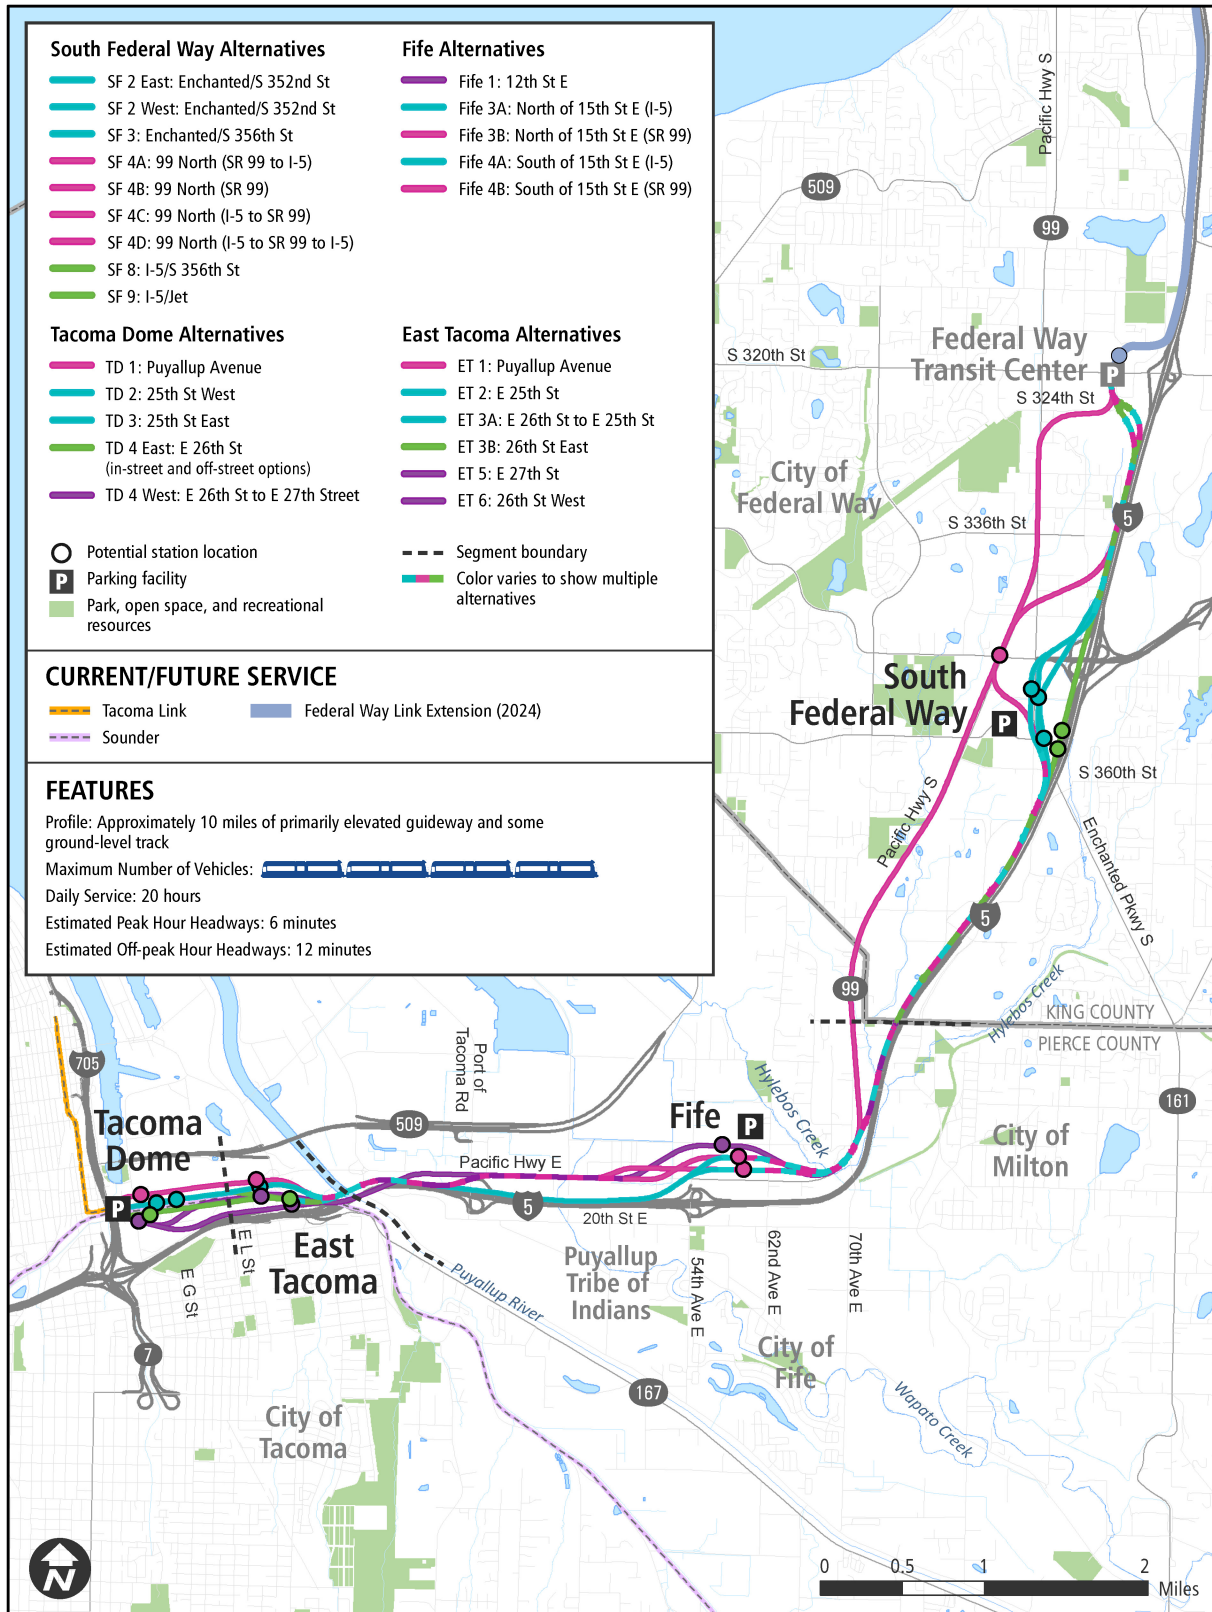 South Federal Way Alternatives
SF 2 East: Enchanted/S 352nd St
SF 2 West: Enchanted/S 352nd St
SF 3: Enchanted/S 356th St
SF 4A: 99 North (SR 99 to I-5)
SF 4B: 99 North (SR 99)
SF 4C: 99 North (I-5 to SR 99)
SF 4D: 99 North (I-5 to SR 99 to I-5)
SF 8: I-5/S 356th St
SF 9: I-5/Jet
Fife Alternatives
Fife 1: 12th St E
Fife 3A: North of 15th St E (I-5)
Fife 3B: North of 15th St E (SR 99)
Fife 4A: South of 15th St E (I-5)
Fife 4B: South of 15th St E (SR 99)
Tacoma Dome Alternatives
TD 1: Puyallup Avenue
TD 2: 25th St West
TD 3: 25th St East
TD 4 East: E 26th St
(in-street and off-street options)
TD 4 West: E 26th St to E 27th Street
East Tacoma Alternatives
ET 1: Puyallup Avenue
ET 2: E 25th St
ET 3A: E 26th St to E 25th St
ET 3B: 26th St East
ET 5: E 27th St
ET 6: 26th St West
Potential station location
P
Parking facility
Park, open space, and recreational
resources
Segment boundary
Color varies to show multiple
alternatives
CURRENT/FUTURE SERVICE
Tacoma Link
Federal Way Link Extension (2024)
Sounder
FEATURES
Profile: Approximately 10 miles of primarily elevated guideway and some
ground-level track
Maximum Number of Vehicles:
Daily Service: 20 hours
Estimated Peak Hour Headways: 6 minutes
Estimated Off-peak Hour Headways: 12 minutes
Pacific Hwy S
509
99
Federal Way
Transit Center
P
S 320th St
S 324th St
City of
Federal Way
S 336th St
5
South
Federal Way
P
S 360th St
Pacific Hwy S
Enchanted Pkwy S
5
99
Hylebos Creek
KING COUNTY
PIERCE COUNTY
161
705
Port of
Tacoma Rd
Hylebos Creek
509
Fife
P
City of
Milton
Tacoma
Dome
Pacific Hwy E
P
5
20th St E
East
Tacoma
E L St
E G St
Puyallup
Tribe of
Indians
54th Ave E
62nd Ave E
70th Ave E
Puyallup River
7
City of
Fife
167
Wapato Creek
City of
Tacoma
N
0
0.5
1
2
Miles